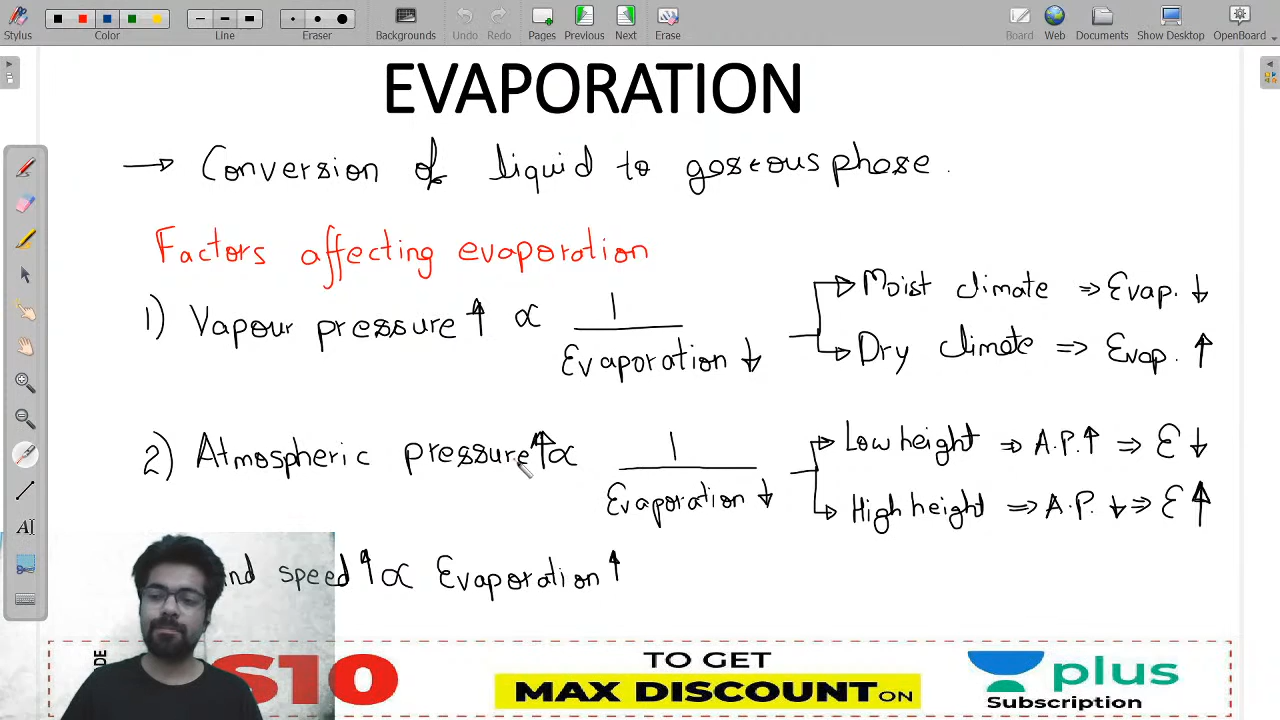 Stylus
Color
Line
Eraser
Backgrounds
Undo
Redo
Pages
Previous
Next
Erase
Board
Web
Documents
Show Desktop
OpenBoard
EVAPORATION
→ Conversion of liquid to gaseous phase.
Factors affecting evaporation
1) Vapour pressure ↑ ∝ 1 / Evaporation ↓
Moist climate ⇒ Evap. ↓
Dry climate ⇒ Evap. ↑
2) Atmospheric pressure ↑ ∝ 1 / Evaporation ↓
Low height ⇒ A.P. ↑ ⇒ E ↓
High height ⇒ A.P. ↓ ⇒ E ↑
speed ↑ ∝ Evaporation ↑
S10
TO GET
MAX DISCOUNT ON
plus
Subscription